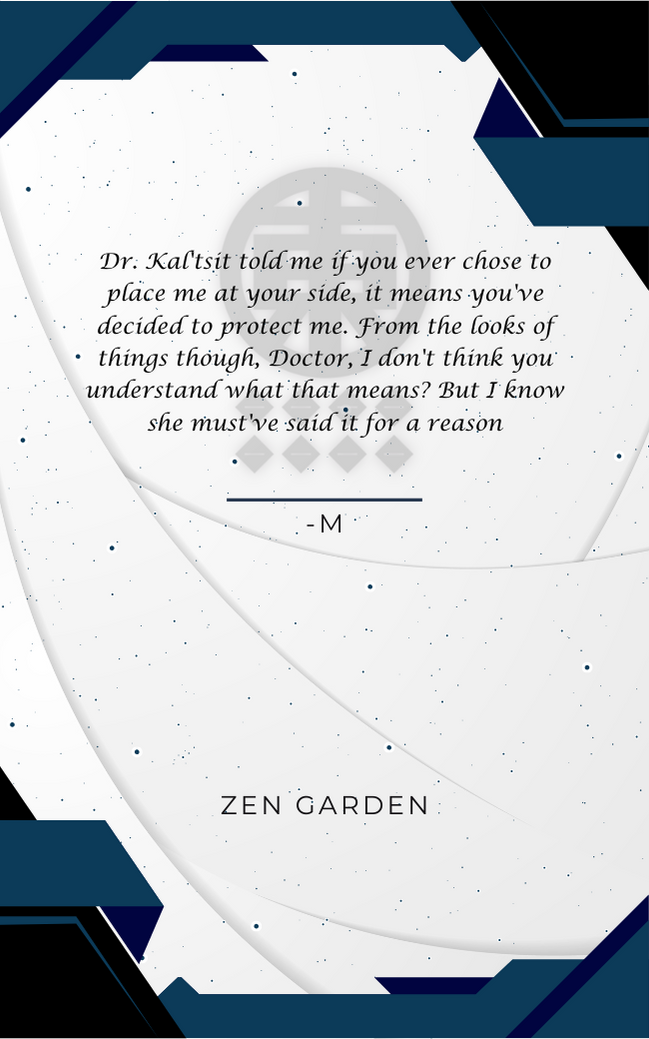 Dr. Kal'tsit told me if you ever chose to
place me at your side, it means you've
decided to protect me. From the looks of
things though, Doctor, I don't think you
understand what that means? But I know
she must've said it for a reason
-M
ZEN GARDEN